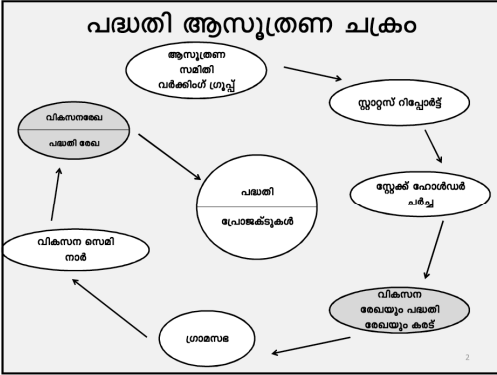 പദ്ധതി ആസൂത്രണ ചക്രം
ആസൂത്രണ
സമിതി
വർക്കിംഗ് ഗ്രൂപ്പ്
സ്റ്റാറ്റസ് റിപ്പോർട്ട്
സ്റ്റേക്ക് ഹോൾഡർ
ചർച്ച
വികസന
രേഖയും പദ്ധതി
രേഖയും കരട്
ഗ്രാമസഭ
വികസന സെമി
നാർ
വികസനരേഖ
പദ്ധതി രേഖ
പദ്ധതി
പ്രോജക്ടുകൾ
2